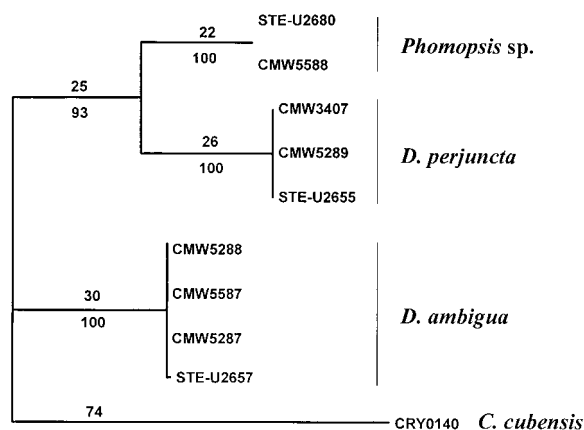 STE-U2680
22
100
CMW5588
Phomopsis sp.
25
93
CMW3407
26
100
CMW5289
STE-U2655
D. perjuncta
CMW5288
CMW5587
30
100
CMW5287
STE-U2657
D. ambigua
74
CRY0140 C. cubensis